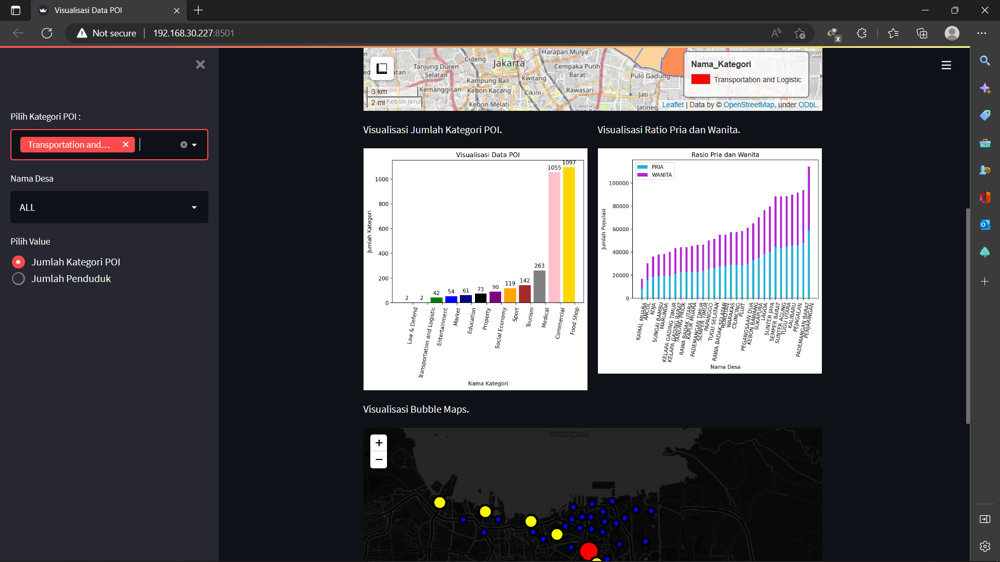 Visualisasi Data POI
Not secure
192.168.30.227:8501
Pilih Kategori POI :
Transportation and...
Nama Desa
ALL
Pilih Value
Jumlah Kategori POI
Jumlah Penduduk
Harapan Mulya
Cideng
Jakarta
Tanjung Duren
Selatan
Cempaka Putih
Barat
Kwitang
Kampung Bali
Pulo Gadung
Kemanggisan
Kebon Kacang
Cikini
Rawasari
Jati
Kebon Melati
Jatineg
3 km
2 mi
Nama_Kategori
Transportation and Logistic
Leaflet | Data by © OpenStreetMap, under ODbL.
Visualisasi Jumlah Kategori POI.
Visualisasi Data POI
Jumlah Kategori
1000
800
600
400
200
0
2
2
42
54
61
73
90
119
142
263
1055
1097
Law & Defend
Transportation and Logistic
Entertainment
Market
Education
Property
Social Economy
Sport
Tourism
Medical
Commercial
Food Shop
Nama Kategori
Visualisasi Ratio Pria dan Wanita.
Rasio Pria dan Wanita
PRIA
WANITA
Jumlah Populasi
100000
80000
60000
40000
20000
0
KAMAL MUARA
ANCOL
KOJA
SUNGAI BAMBU
MARUNDA
KELAPA GADING TIMUR
KELAPA GADING BARAT
TANJUNG PRIOK
RAWA BADAK UTARA
KAPUK MUARA
PADEMANGAN TIMUR
SEMPER TIMUR
PAPANGGO
TUGU SELATAN
RAWA BADAK SELATAN
ROROTAN
WARAKAS
CILINCING
PLUIT
PEGANGSAAN DUA
KEBON BAWANG
SUKAPURA
LAGOA
SUNTER JAYA
SEMPER BARAT
SUNTER AGUNG
TUGU UTARA
KALIBARU
PEJAGALAN
PADEMANGAN BARAT
PENJARINGAN
Nama Desa
Visualisasi Bubble Maps.
+
−
Teluk Jakarta